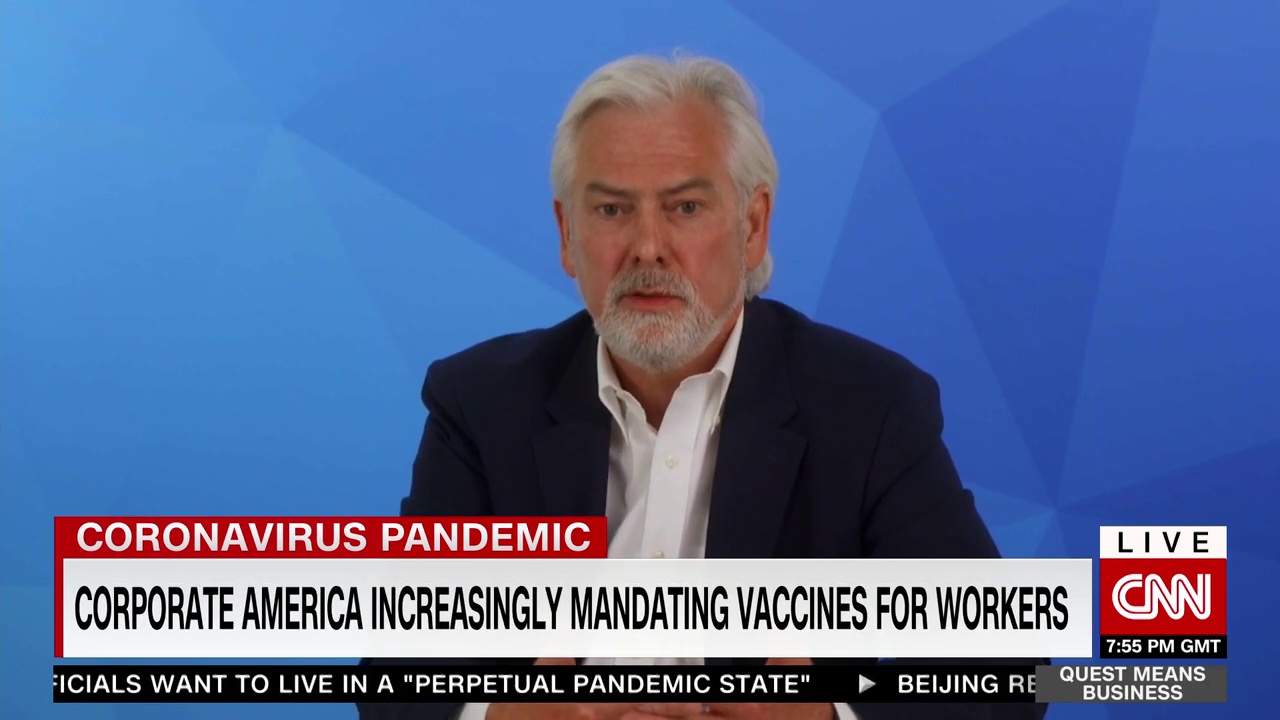 CORONAVIRUS PANDEMIC
CORPORATE AMERICA INCREASINGLY MANDATING VACCINES FOR WORKERS
LIVE
CNN
7:55 PM GMT
FICIALS WANT TO LIVE IN A "PERPETUAL PANDEMIC STATE" ▶ BEIJING RE
QUEST MEANS
BUSINESS